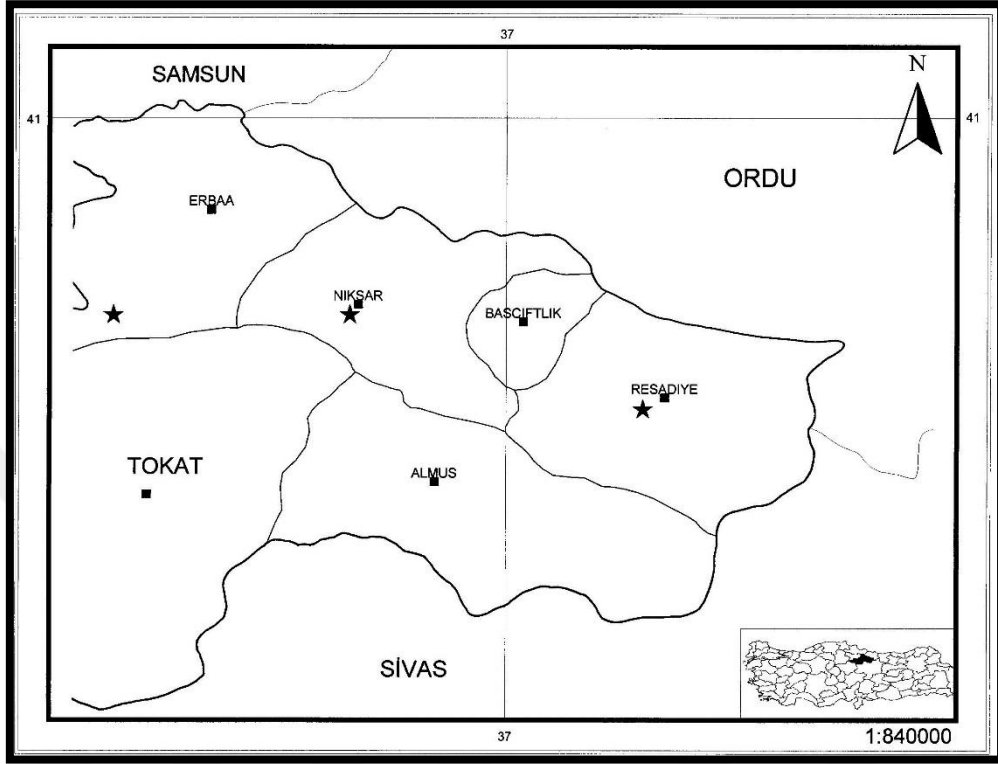 37
SAMSUN
N
41
41
ORDU
ERBAA
NIKSAR
BASCIFTLIK
RESADIYE
TOKAT
ALMUS
SİVAS
37
1:840000